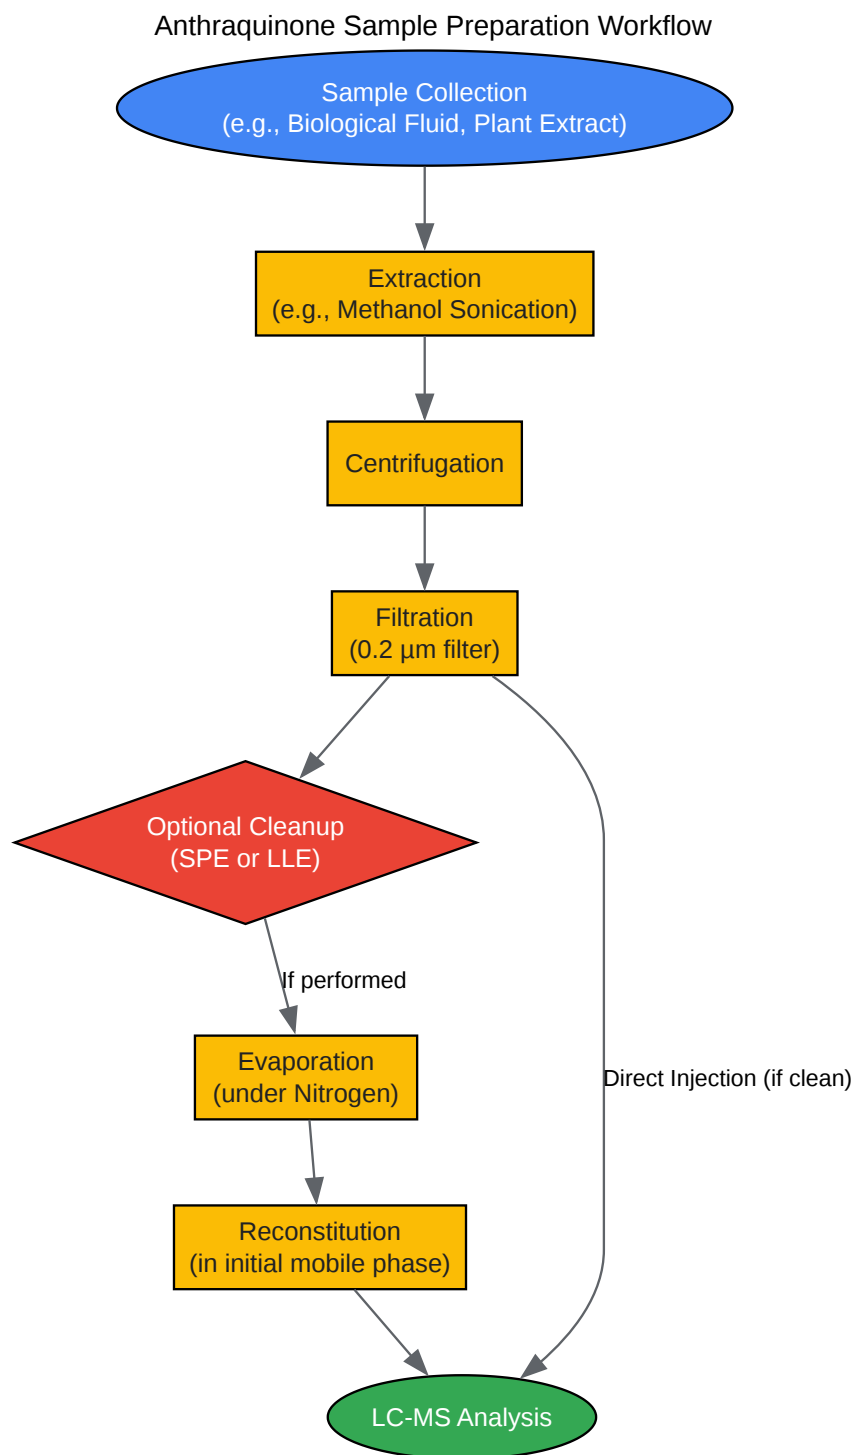 Anthraquinone Sample Preparation Workflow
Sample Collection
(e.g., Biological Fluid, Plant Extract)
Extraction
(e.g., Methanol Sonication)
Centrifugation
Filtration
(0.2 µm filter)
Optional Cleanup
(SPE or LLE)
If performed
Evaporation
(under Nitrogen)
Direct Injection (if clean)
Reconstitution
(in initial mobile phase)
LC-MS Analysis